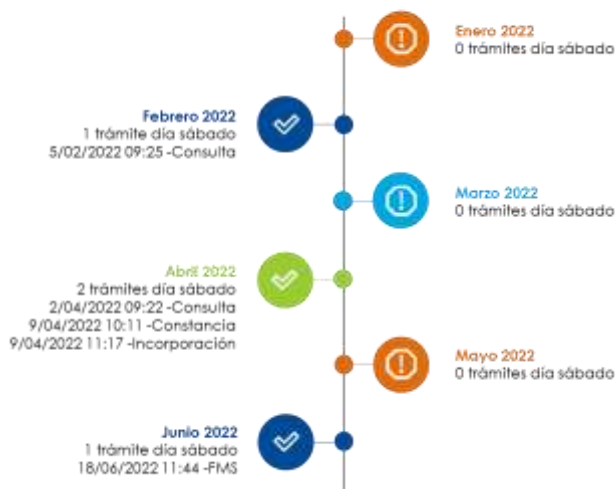 Enero 2022
0 trámites día sábado
Febrero 2022
1 trámite día sábado
5/02/2022 09:25 -Consulta
Marzo 2022
0 trámites día sábado
Abril 2022
2 trámites día sábado
2/04/2022 09:22 -Consulta
9/04/2022 10:11 -Constancia
9/04/2022 11:17 -Incorporación
Mayo 2022
0 trámites día sábado
Junio 2022
1 trámite día sábado
18/06/2022 11:44 -FMS